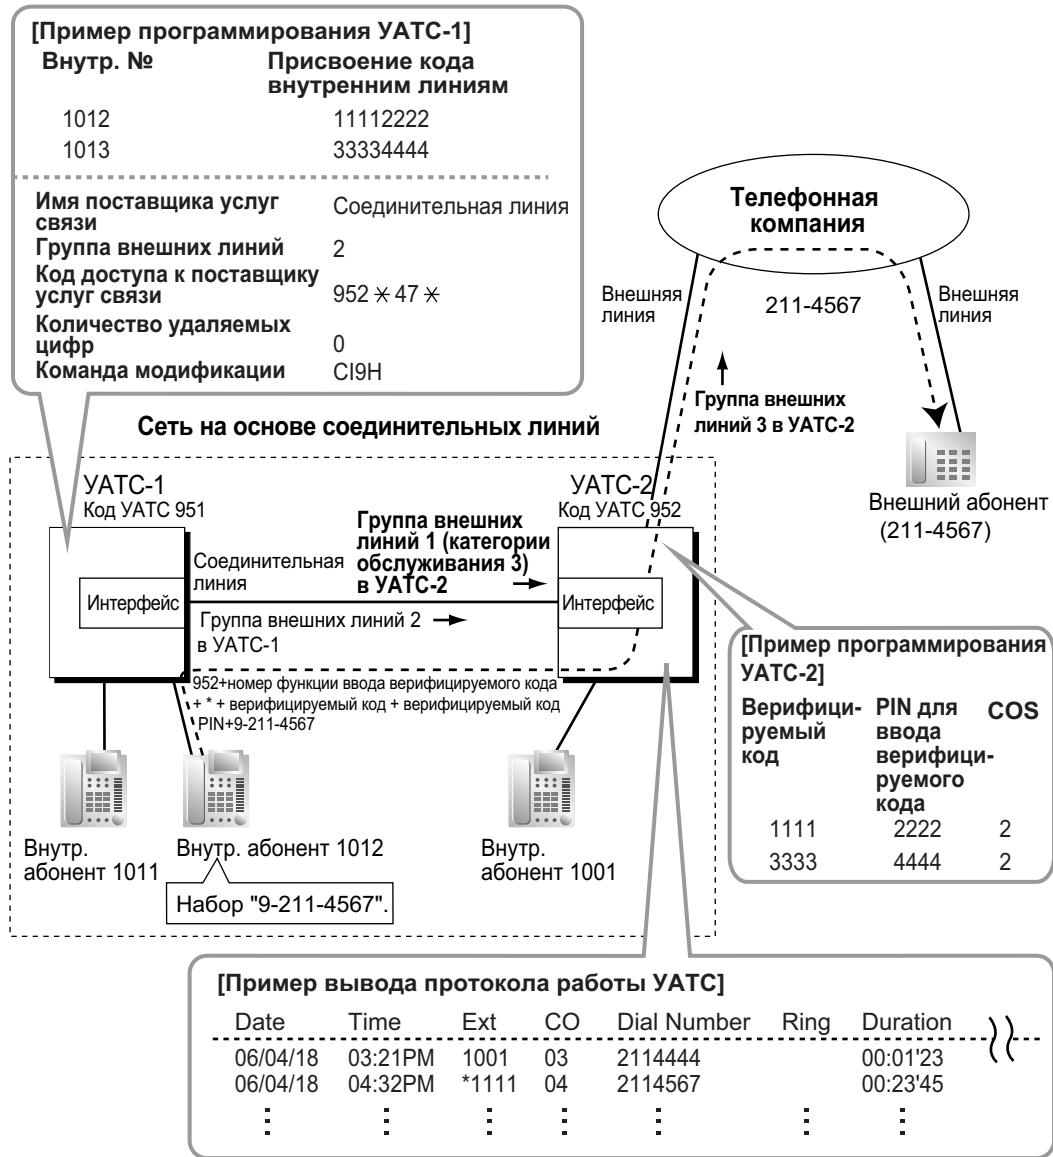 [Пример программирования УАТС-1]
Внутр. № Присвоение кода
внутренним линиям
1012 11112222
1013 33334444
Имя поставщика услуг
связи Соединительная линия
Группа внешних линий 2
Код доступа к поставщику
услуг связи 952 ✳ 47 ✳
Количество удаляемых
цифр 0
Команда модификации CI9H
Телефонная
компания
Внешняя
линия
211-4567
Внешняя
линия
Группа внешних
линий 3 в УАТС-2
Внешний абонент
(211-4567)
Сеть на основе соединительных линий
УАТС-1
Код УАТС 951
УАТС-2
Код УАТС 952
Группа внешних
линий 1 (категории
обслуживания 3)
в УАТС-2
Соединительная
линия
Интерфейс
Интерфейс
Группа внешних линий 2
в УАТС-1
952+номер функции ввода верифицируемого кода
+ * + верифицируемый код + верифицируемый код
PIN+9-211-4567
[Пример программирования
УАТС-2]
Верифици-
руемый
код
PIN для
ввода
верифици-
руемого
кода
COS
1111 2222 2
3333 4444 2
Внутр.
абонент 1011
Внутр. абонент 1012
Внутр.
абонент 1001
Набор "9-211-4567".
[Пример вывода протокола работы УАТС]
Date Time Ext CO Dial Number Ring Duration
06/04/18 03:21PM 1001 03 2114444 00:01'23
06/04/18 04:32PM *1111 04 2114567 00:23'45